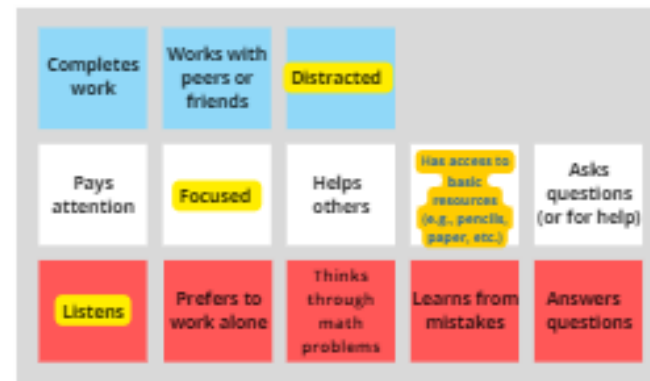 Completes
work
Works with
peers or
friends
Distracted
Pays
attention
Focused
Helps
others
Has access to
basic
resources
(e.g., pencils,
paper, etc.)
Asks
questions
(or for help)
Listens
Prefers to
work alone
Thinks
through
math
problems
Learns from
mistakes
Answers
questions